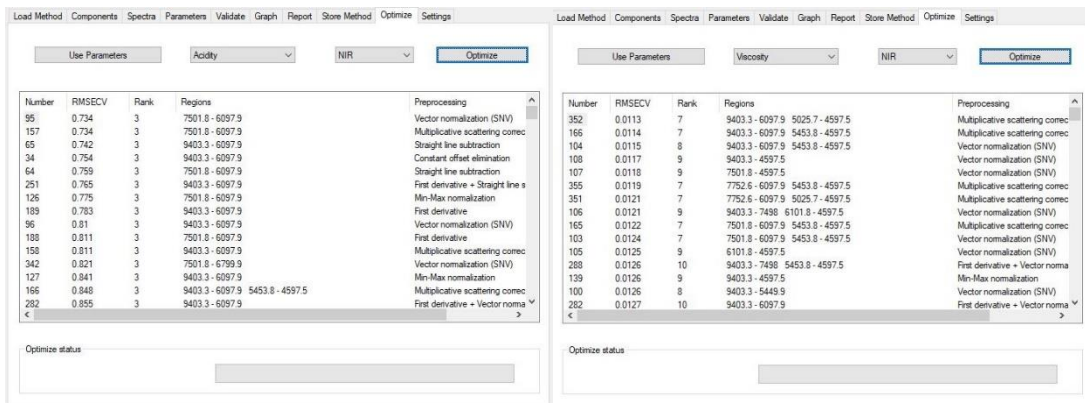 Load Method Components Spectra Parameters Validate Graph Report Store Method Optimize Settings
Use Parameters Acidity NIR Optimize
Number RMSECV Rank Regions Preprocessing
95 0.734 3 7501.8 - 6097.9 Vector normalization (SNV)
157 0.734 3 7501.8 - 6097.9 Multiplicative scattering correc
65 0.742 3 9403.3 - 6097.9 Straight line subtraction
34 0.754 3 9403.3 - 6097.9 Constant offset elimination
64 0.759 3 7501.8 - 6097.9 Straight line subtraction
251 0.765 3 9403.3 - 6097.9 First derivative + Straight line s
126 0.775 3 7501.8 - 6097.9 Min-Max normalization
189 0.783 3 9403.3 - 6097.9 First derivative
96 0.81 3 9403.3 - 6097.9 Vector normalization (SNV)
188 0.811 3 7501.8 - 6097.9 First derivative
158 0.811 3 9403.3 - 6097.9 Multiplicative scattering correc
342 0.821 3 7501.8 - 6799.9 Vector normalization (SNV)
127 0.841 3 9403.3 - 6097.9 Min-Max normalization
166 0.848 3 9403.3 - 6097.9 5453.8 - 4597.5 Multiplicative scattering correc
282 0.855 3 9403.3 - 6097.9 First derivative + Vector norma
Optimize status
Load Method Components Spectra Parameters Validate Graph Report Store Method Optimize Settings
Use Parameters Viscosity NIR Optimize
Number RMSECV Rank Regions Preprocessing
352 0.0113 7 9403.3 - 6097.9 5025.7 - 4597.5 Multiplicative scattering correc
166 0.0114 7 9403.3 - 6097.9 5453.8 - 4597.5 Multiplicative scattering correc
104 0.0115 8 9403.3 - 6097.9 5453.8 - 4597.5 Vector normalization (SNV)
108 0.0117 9 9403.3 - 4597.5 Vector normalization (SNV)
107 0.0118 9 7501.8 - 4597.5 Vector normalization (SNV)
355 0.0119 7 7752.6 - 6097.9 5453.8 - 4597.5 Multiplicative scattering correc
351 0.0121 7 7752.6 - 6097.9 5025.7 - 4597.5 Multiplicative scattering correc
106 0.0121 9 9403.3 - 7498 6101.8 - 4597.5 Vector normalization (SNV)
165 0.0122 7 7501.8 - 6097.9 5453.8 - 4597.5 Multiplicative scattering correc
103 0.0124 7 7501.8 - 6097.9 5453.8 - 4597.5 Vector normalization (SNV)
105 0.0125 9 6101.8 - 4597.5 Vector normalization (SNV)
288 0.0126 10 9403.3 - 7498 5453.8 - 4597.5 First derivative + Vector norma
139 0.0126 9 9403.3 - 4597.5 Min-Max normalization
100 0.0126 8 9403.3 - 5449.9 Vector normalization (SNV)
282 0.0127 10 9403.3 - 6097.9 First derivative + Vector norma
Optimize status